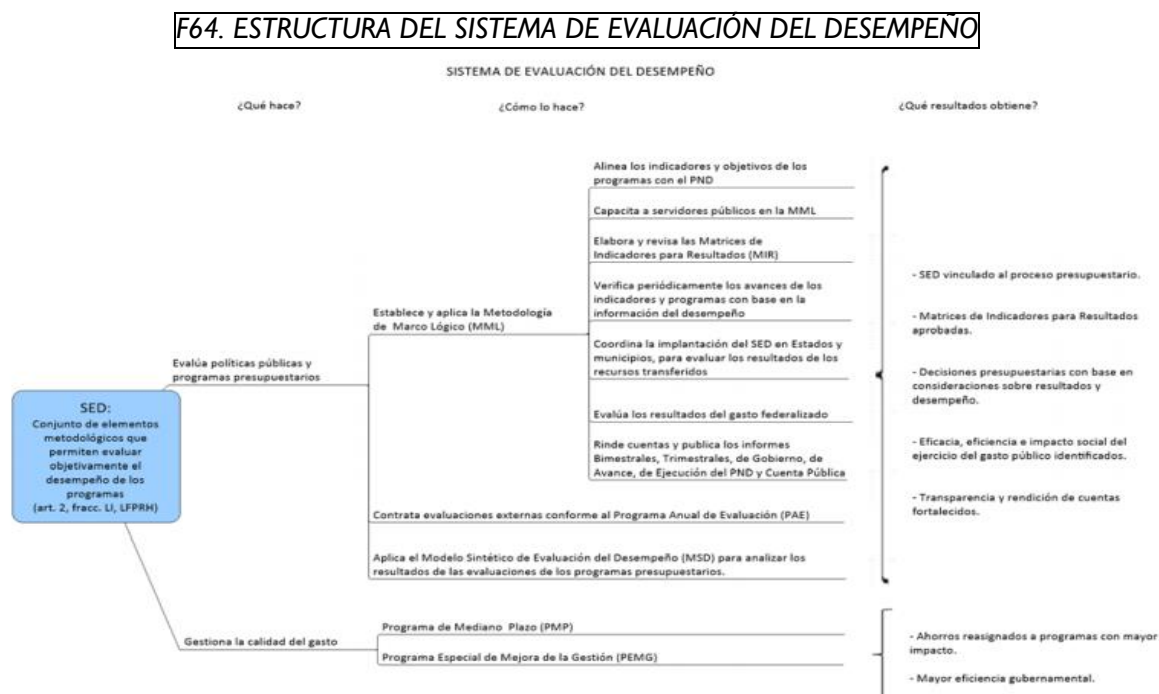 F64. ESTRUCTURA DEL SISTEMA DE EVALUACIÓN DEL DESEMPEÑO
SISTEMA DE EVALUACIÓN DEL DESEMPEÑO
¿Qué hace?
¿Cómo lo hace?
¿Qué resultados obtiene?
SED:
Conjunto de elementos
metodológicos que
permiten evaluar
objetivamente el
desempeño de los
programas
(art. 2, fracc. LI, LFPRH)
Evalúa políticas públicas y
programas presupuestarios
Establece y aplica la Metodología
de Marco Lógico (MML)
Alinea los indicadores y objetivos de los
programas con el PND
Capacita a servidores públicos en la MML
Elabora y revisa las Matrices de
Indicadores para Resultados (MIR)
Verifica periódicamente los avances de los
indicadores y programas con base en la
información del desempeño
Coordina la implantación del SED en Estados y
municipios, para evaluar los resultados de los
recursos transferidos
Evalúa los resultados del gasto federalizado
Rinde cuentas y publica los informes
Bimestrales, Trimestrales, de Gobierno, de
Avance, de Ejecución del PND y Cuenta Pública
Contrata evaluaciones externas conforme al Programa Anual de Evaluación (PAE)
Aplica el Modelo Sintético de Evaluación del Desempeño (MSD) para analizar los
resultados de las evaluaciones de los programas presupuestarios.
- SED vinculado al proceso presupuestario.
- Matrices de Indicadores para Resultados
aprobadas.
- Decisiones presupuestarias con base en
consideraciones sobre resultados y
desempeño.
- Eficacia, eficiencia e impacto social del
ejercicio del gasto público identificados.
- Transparencia y rendición de cuentas
fortalecidos.
Gestiona la calidad del gasto
Programa de Mediano Plazo (PMP)
Programa Especial de Mejora de la Gestión (PEMG)
- Ahorros reasignados a programas con mayor
impacto.
- Mayor eficiencia gubernamental.